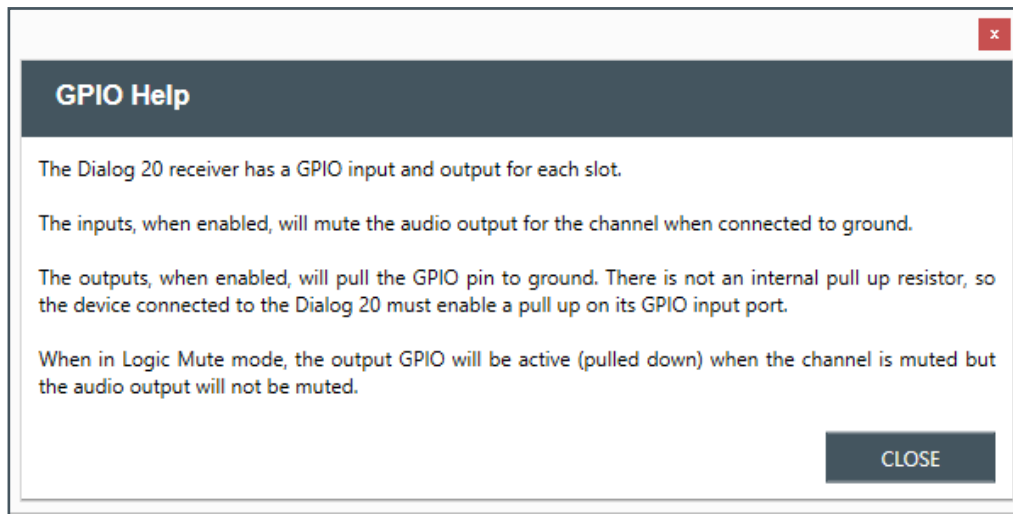 x
GPIO Help
The Dialog 20 receiver has a GPIO input and output for each slot.
The inputs, when enabled, will mute the audio output for the channel when connected to ground.
The outputs, when enabled, will pull the GPIO pin to ground. There is not an internal pull up resistor, so
the device connected to the Dialog 20 must enable a pull up on its GPIO input port.
When in Logic Mute mode, the output GPIO will be active (pulled down) when the channel is muted but
the audio output will not be muted.
CLOSE